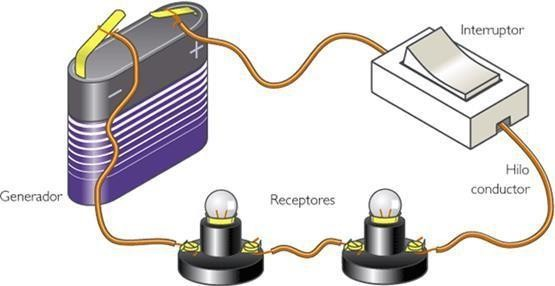 Interruptor
+
−
Hilo
conductor
Generador
Receptores